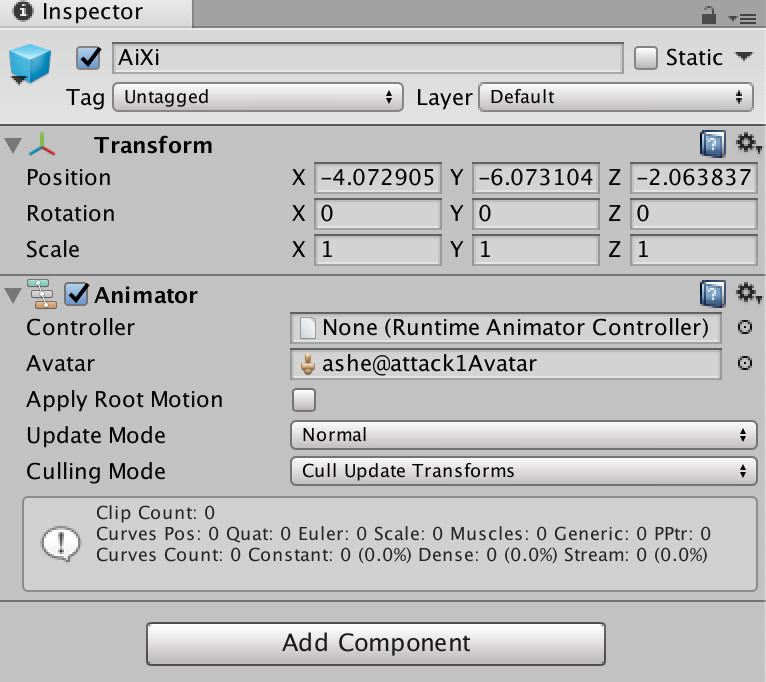 Inspector
AiXi Static
Tag Untagged Layer Default
Transform
Position X -4.072905 Y -6.073104 Z -2.063837
Rotation X 0 Y 0 Z 0
Scale X 1 Y 1 Z 1
Animator
Controller None (Runtime Animator Controller)
Avatar ashe@attack1Avatar
Apply Root Motion
Update Mode Normal
Culling Mode Cull Update Transforms
Clip Count: 0
Curves Pos: 0 Quat: 0 Euler: 0 Scale: 0 Muscles: 0 Generic: 0 PPtr: 0
Curves Count: 0 Constant: 0 (0.0%) Dense: 0 (0.0%) Stream: 0 (0.0%)
Add Component